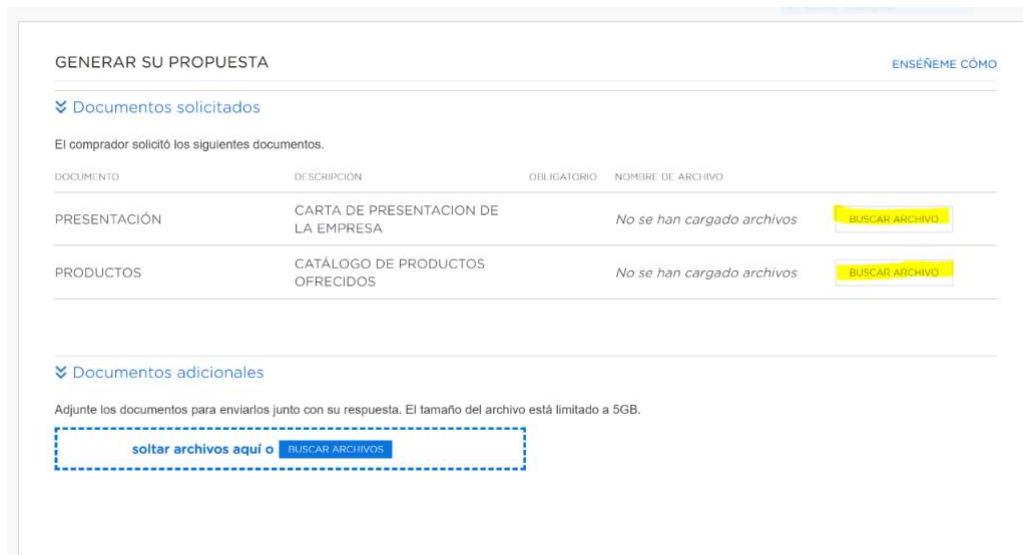 GENERAR SU PROPUESTA
ENSÉÑEME CÓMO
Documentos solicitados
El comprador solicitó los siguientes documentos.
DOCUMENTO DESCRIPCIÓN OBLIGATORIO NOMBRE DE ARCHIVO
PRESENTACIÓN
CARTA DE PRESENTACION DE
LA EMPRESA
No se han cargado archivos
BUSCAR ARCHIVO
PRODUCTOS
CATÁLOGO DE PRODUCTOS
OFRECIDOS
No se han cargado archivos
BUSCAR ARCHIVO
Documentos adicionales
Adjunte los documentos para enviarlos junto con su respuesta. El tamaño del archivo está límitado a 5GB.
soltar archivos aquí o BUSCAR ARCHIVOS